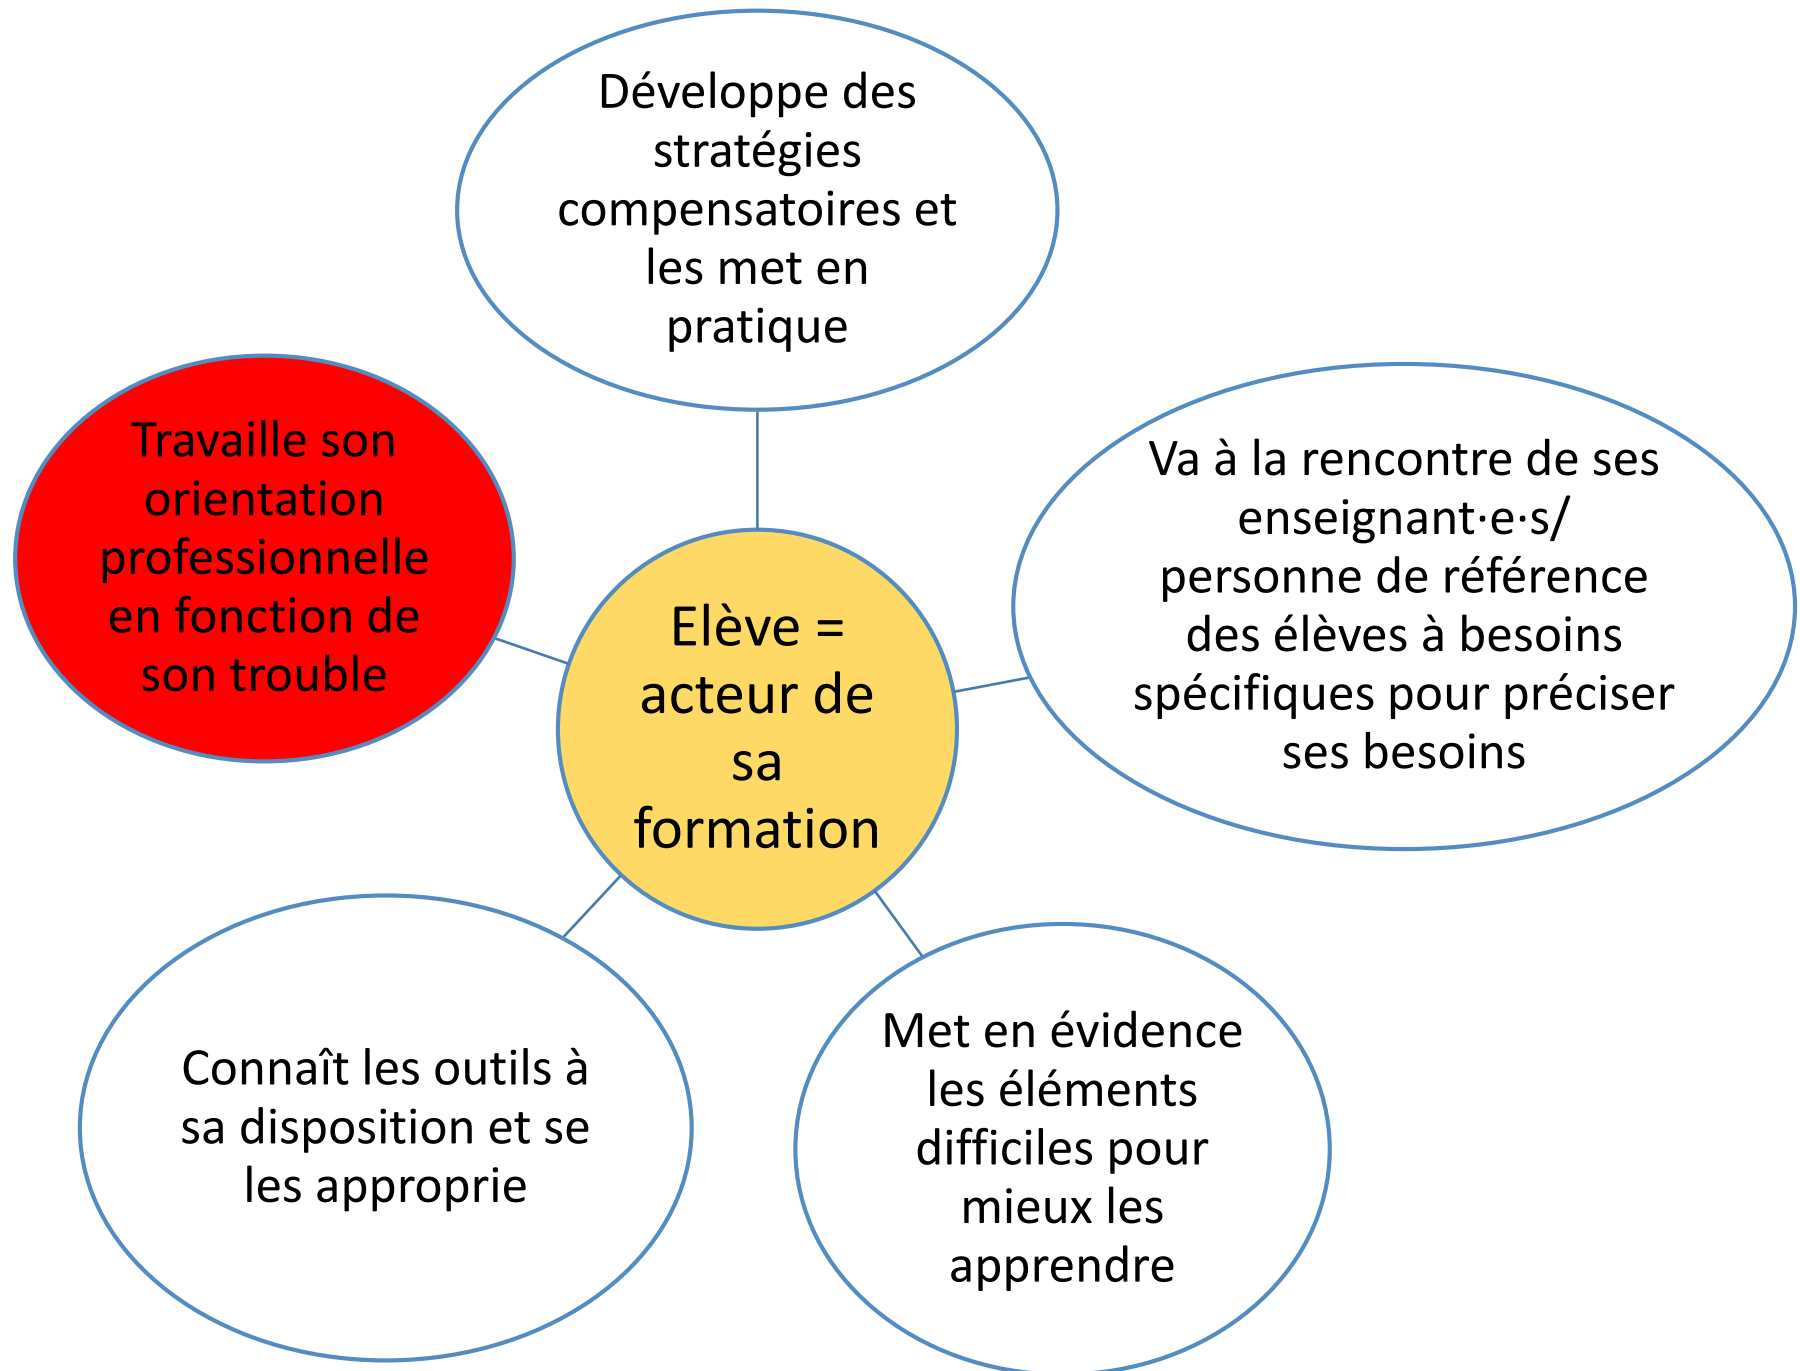 Développe des
stratégies
compensatoires et
les met en
pratique
Va à la rencontre de ses
enseignant·e·s/
personne de référence
des élèves à besoins
spécifiques pour préciser
ses besoins
Met en évidence
les éléments
difficiles pour
mieux les
apprendre
Connaît les outils à
sa disposition et se
les approprie
Travaille son
orientation
professionnelle
en fonction de
son trouble
Elève =
acteur de
sa
formation